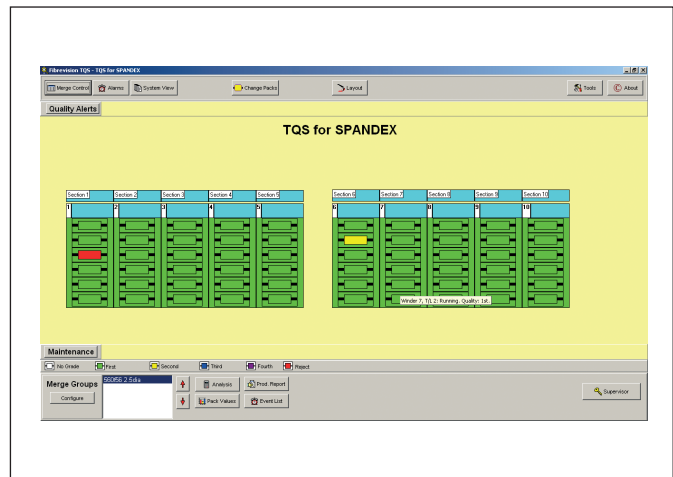 Fibrevision TQS - TQS for SPANDEX
Merge Control Alarms System View Change Packs Layout Tools About
Quality Alerts
TQS for SPANDEX
Section 1 Section 2 Section 3 Section 4 Section 5 Section 6 Section 7 Section 8 Section 9 Section 10
1 2 3 4 5 6 7 8 9 10
Winder 7, T/L 2: Running. Quality: 1st.
Maintenance
No Grade First Second Third Fourth Reject
Merge Groups
560f56 2.5dia
Analysis Prod. Report
Configure
Pack Values Event List
Supervisor